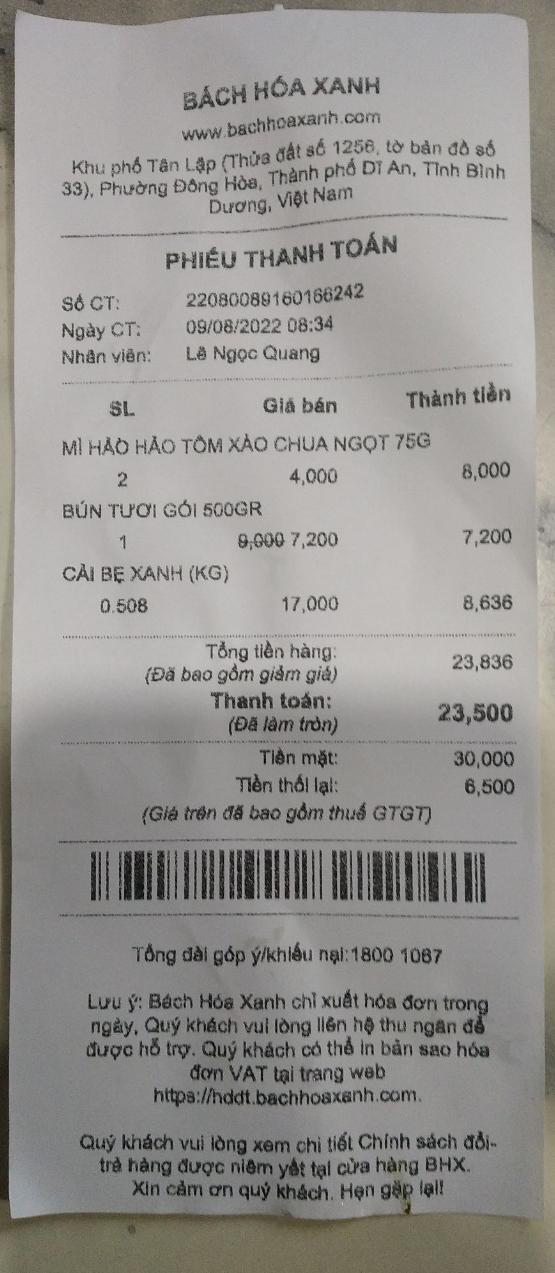 BÁCH HÓA XANH
www.bachhoaxanh.com
Khu phố Tân Lập (Thửa đất số 1256, tờ bản đồ số
33), Phường Đông Hòa, Thành phố Dĩ An, Tỉnh Bình
Dương, Việt Nam
PHIẾU THANH TOÁN
Số CT: 22080089160166242
Ngày CT: 09/08/2022 08:34
Nhân viên: Lê Ngọc Quang
SL Giá bán Thành tiền
MÌ HẢO HẢO TÔM XÀO CHUA NGỌT 75G
2 4,000 8,000
BÚN TƯƠI GÓI 500GR
1 9,000 7,200 7,200
CẢI BẸ XANH (KG)
0.508 17,000 8,636
Tổng tiền hàng: 23,836
(Đã bao gồm giảm giá)
Thanh toán: 23,500
(Đã làm tròn)
Tiền mặt: 30,000
Tiền thối lại: 6,500
(Giá trên đã bao gồm thuế GTGT)
Tổng đài góp ý/khiếu nại:1800 1067
Lưu ý: Bách Hóa Xanh chỉ xuất hóa đơn trong
ngày, Quý khách vui lòng liên hệ thu ngân để
được hỗ trợ. Quý khách có thể in bản sao hóa
đơn VAT tại trang web
https://hddt.bachhoaxanh.com.
Quý khách vui lòng xem chi tiết Chính sách đổi-
trả hàng được niêm yết tại cửa hàng BHX.
Xin cảm ơn quý khách. Hẹn gặp lại!